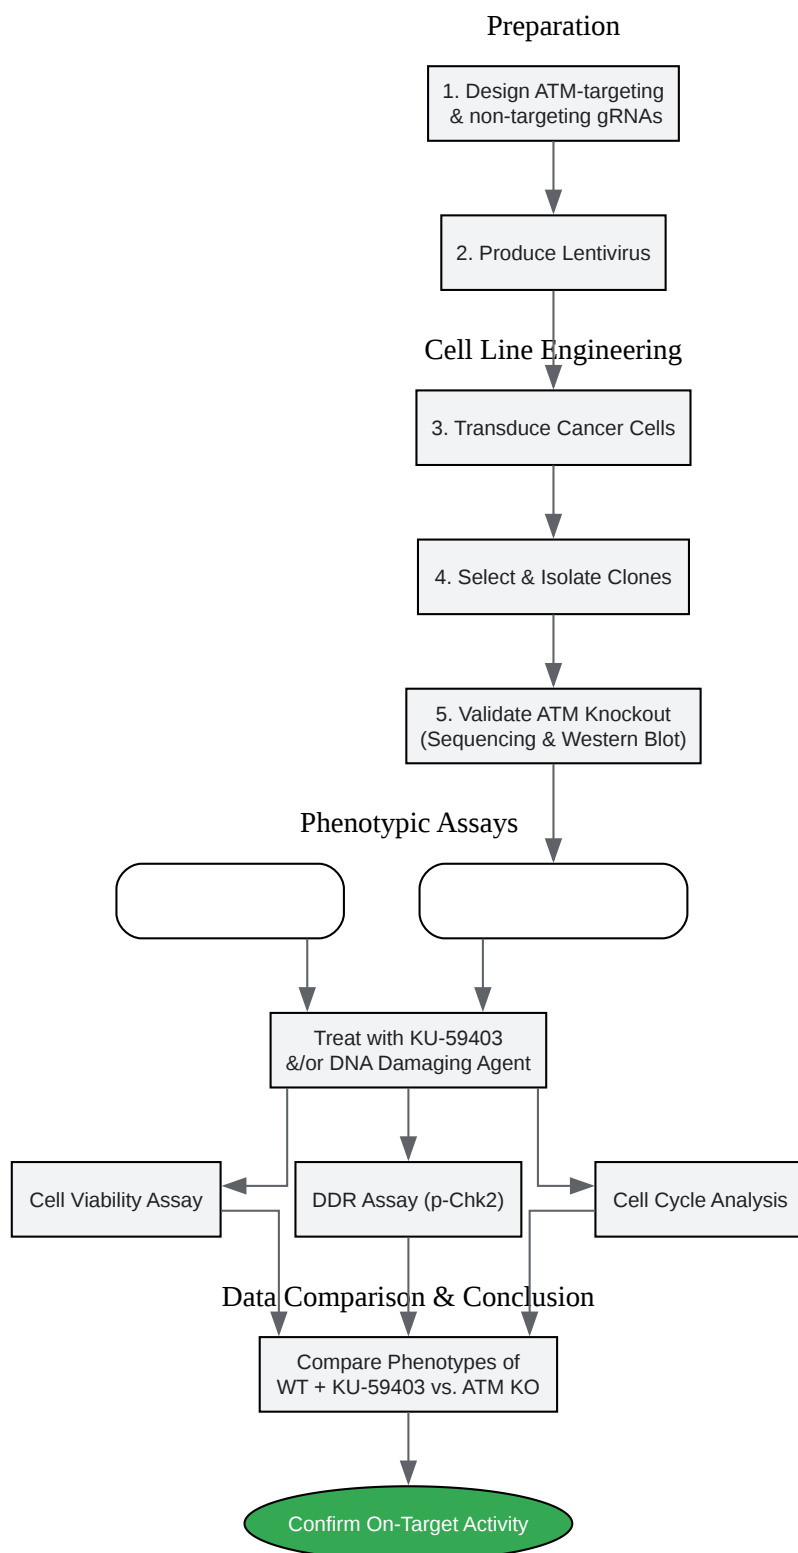 Preparation
1. Design ATM-targeting
& non-targeting gRNAs
2. Produce Lentivirus
Cell Line Engineering
3. Transduce Cancer Cells
4. Select & Isolate Clones
5. Validate ATM Knockout
(Sequencing & Western Blot)
Phenotypic Assays
Treat with KU-59403
&/or DNA Damaging Agent
Cell Viability Assay
DDR Assay (p-Chk2)
Cell Cycle Analysis
Data Comparison & Conclusion
Compare Phenotypes of
WT + KU-59403 vs. ATM KO
Confirm On-Target Activity